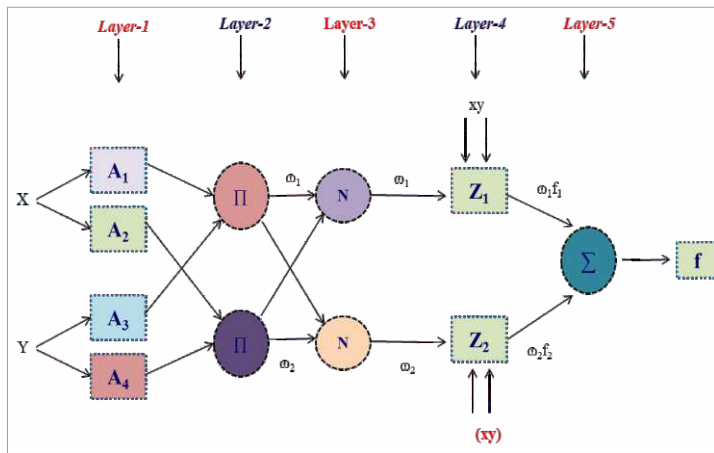 Layer-1 Layer-2 Layer-3 Layer-4 Layer-5
xy
A₁
X Π ω₁ N ω₁ Z₁ ω₁f₁
A₂
Σ f
A₃
Y Π ω₂ N ω₂ Z₂ ω₂f₂
A₄
(xy)